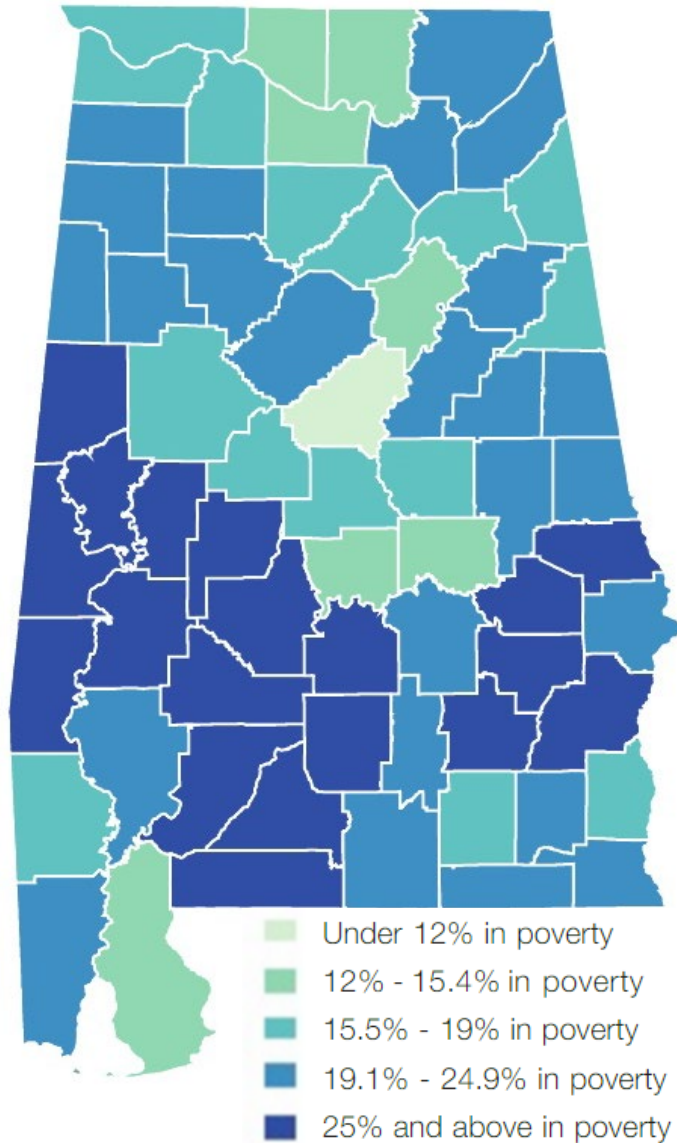 Under 12% in poverty
12% - 15.4% in poverty
15.5% - 19% in poverty
19.1% - 24.9% in poverty
25% and above in poverty